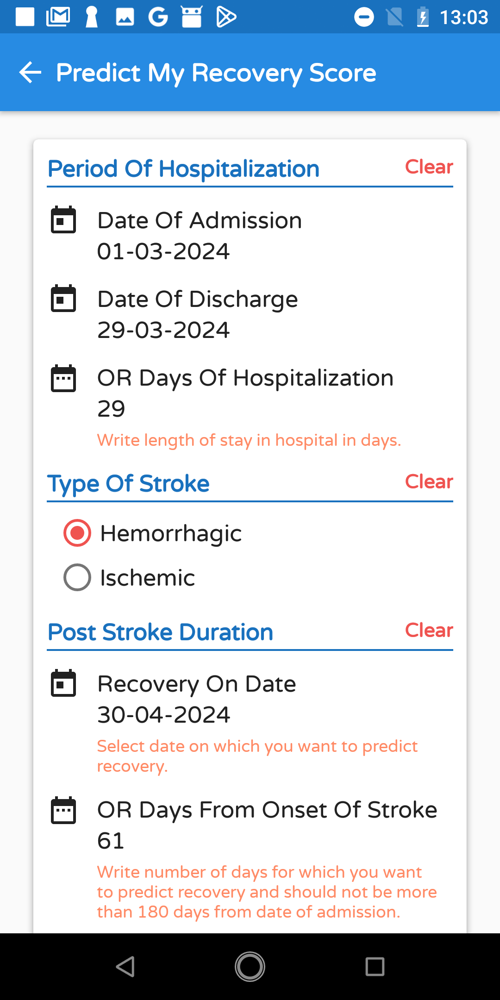 13:03
Predict My Recovery Score
Period Of Hospitalization
Clear
Date Of Admission
01-03-2024
Date Of Discharge
29-03-2024
OR Days Of Hospitalization
29
Write length of stay in hospital in days.
Type Of Stroke
Clear
Hemorrhagic
Ischemic
Post Stroke Duration
Clear
Recovery On Date
30-04-2024
Select date on which you want to predict
recovery.
OR Days From Onset Of Stroke
61
Write number of days for which you want
to predict recovery and should not be more
than 180 days from date of admission.